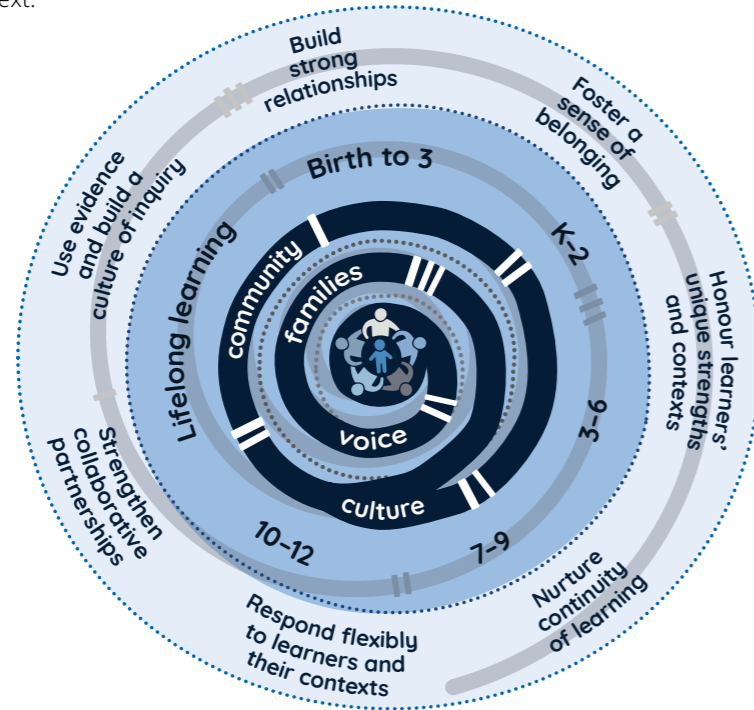 ext.
Build
strong
relationships
Foster a
sense of
belonging
Honour learners'
unique strengths
and contexts
Nurture
continuity
of learning
Respond flexibly
to learners and
their contexts
Strengthen
collaborative
partnerships
Use evidence
and build a
culture of inquiry
Birth to 3
K–2
3–6
7–9
10–12
Lifelong learning
community
families
voice
culture